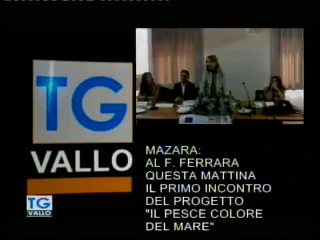 TG
VALLO
MAZARA:
AL F. FERRARA
QUESTA MATTINA
IL PRIMO INCONTRO
DEL PROGETTO
"IL PESCE COLORE
DEL MARE"
TG
VALLO